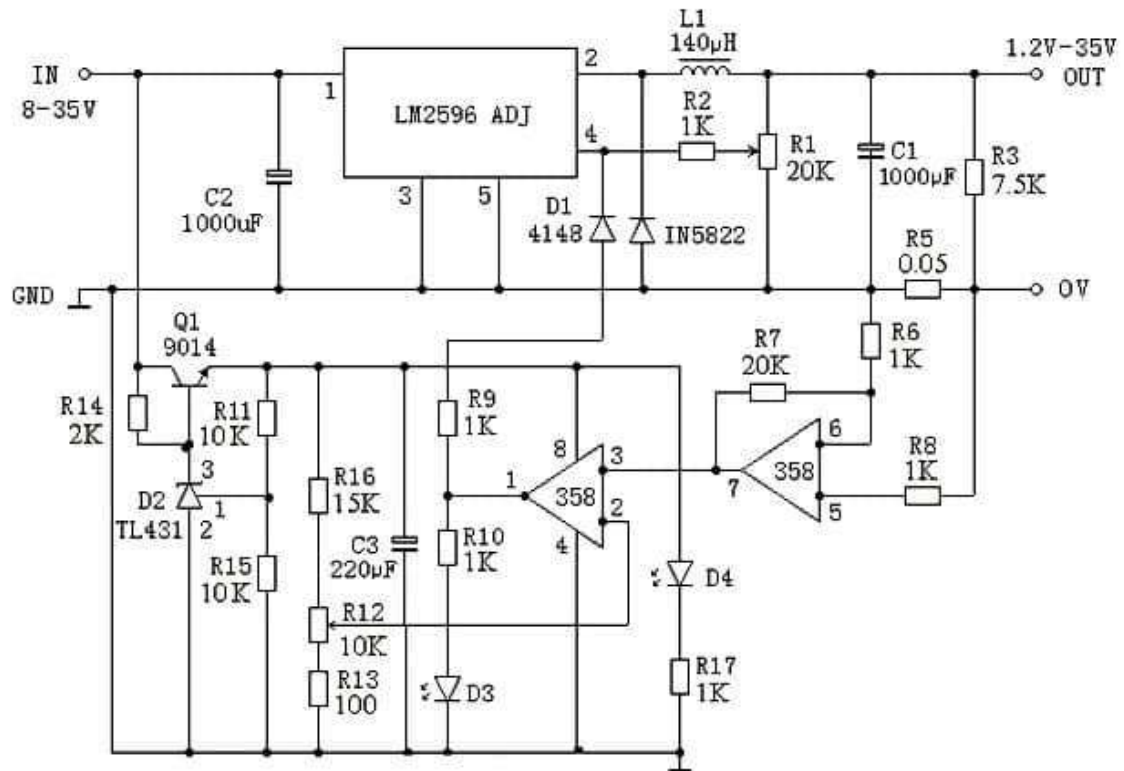 L1
140μH
1.2V-35V
IN
8-35V
1
LM2596 ADJ
2
4
3
5
R2
1K
R1
20K
OUT
C1
1000μF
R3
7.5K
C2
1000uF
D1
4148
IN5822
R5
0.05
GND
0V
Q1
9014
R6
1K
R7
20K
R14
2K
R11
10K
R9
1K
8
3
1
358
2
4
6
358
7
5
R8
1K
D2
TL431
3
1
2
R16
15K
C3
220μF
R10
1K
R15
10K
R12
10K
D4
R13
100
D3
R17
1K